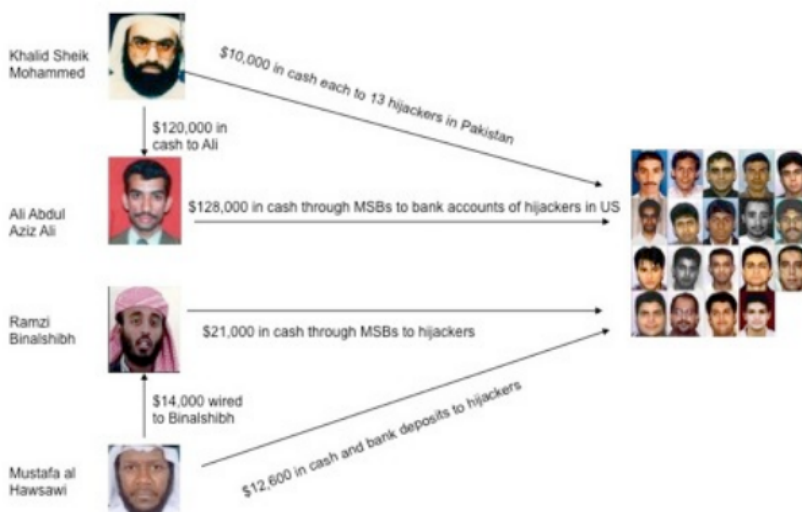 Khalid Sheik
Mohammed
$10,000 in cash each to 13 hijackers in Pakistan
$120,000 in
cash to Ali
Ali Abdul
Aziz Ali
$128,000 in cash through MSBs to bank accounts of hijackers in US
Ramzi
Binalshibh
$21,000 in cash through MSBs to hijackers
$14,000 wired
to Binalshibh
$12,600 in cash and bank deposits to hijackers
Mustafa al
Hawsawi